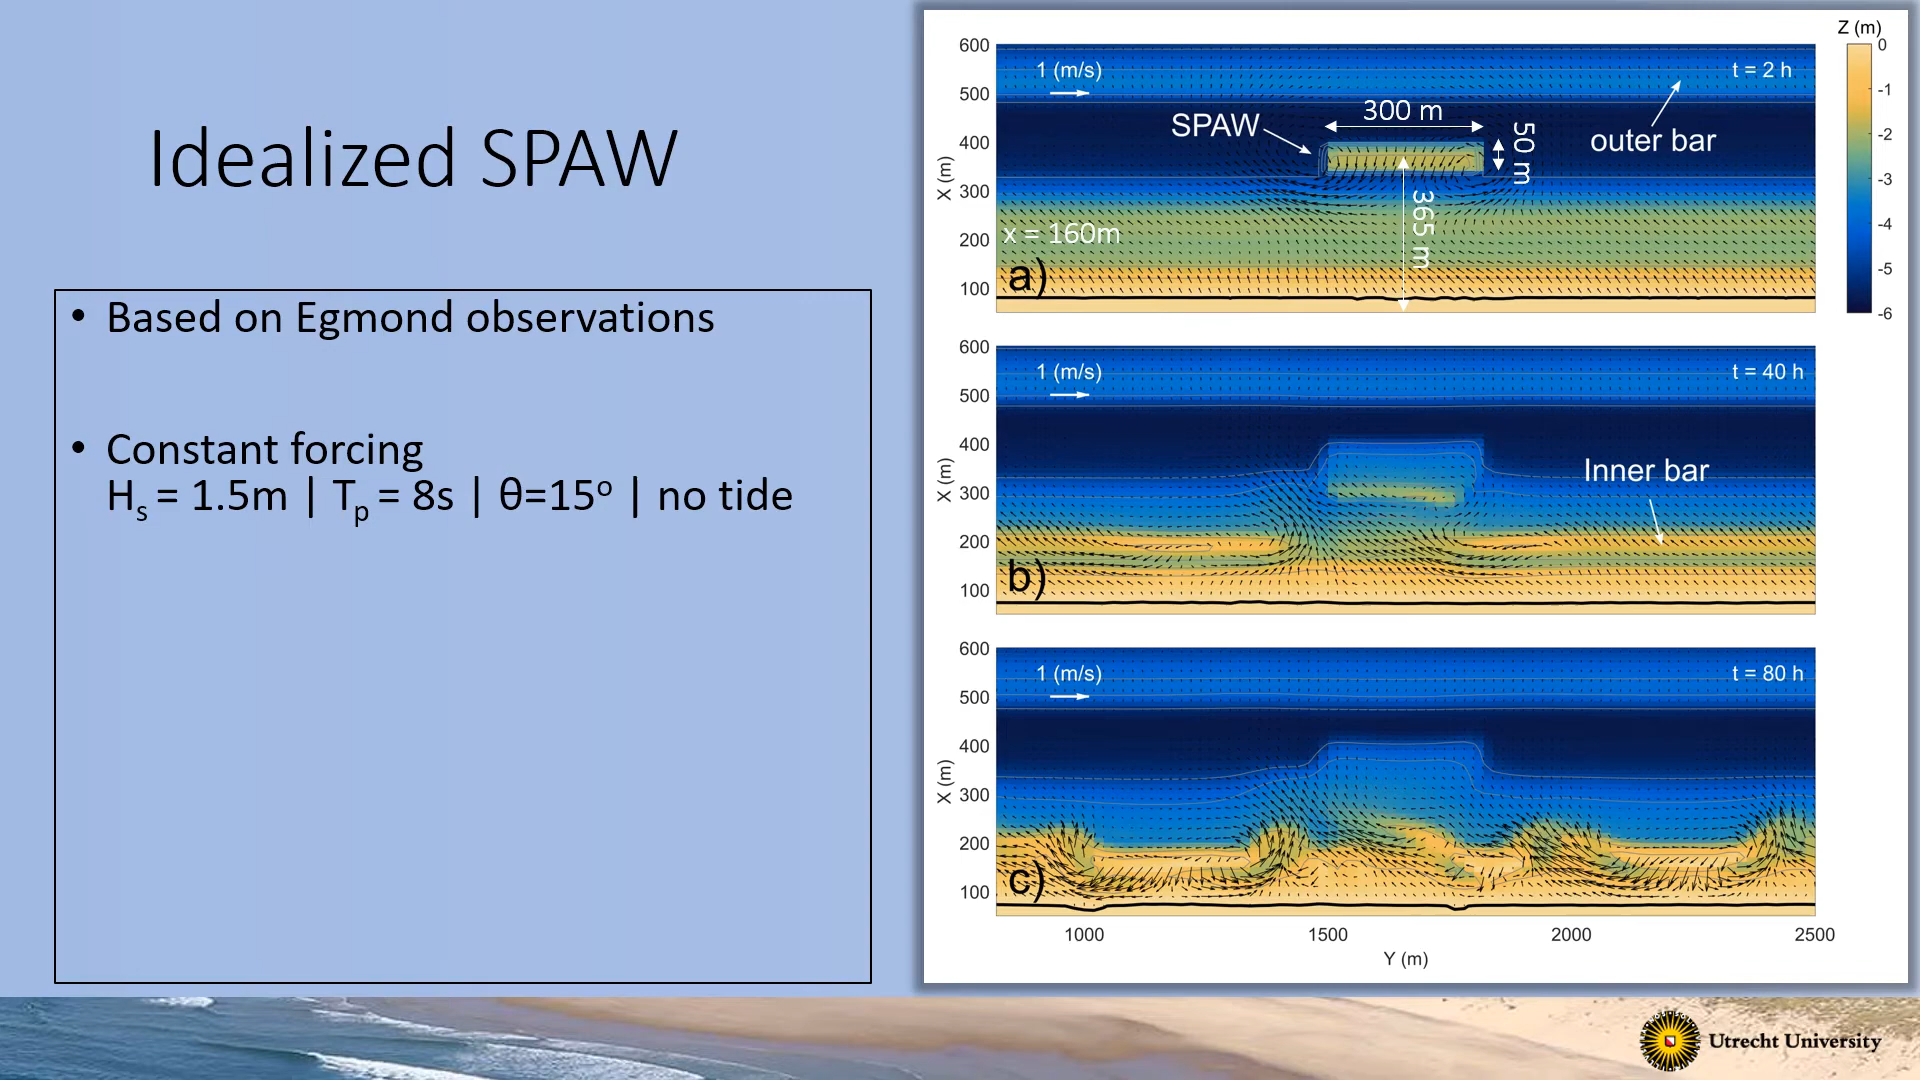 Idealized SPAW
• Based on Egmond observations
• Constant forcing
Hs = 1.5m | Tp = 8s | θ=15º | no tide
Z (m)
0
-1
-2
-3
-4
-5
-6
600
500
400
300
200
100
X (m)
1 (m/s)
t = 2 h
SPAW
300 m
50 m
outer bar
365 m
x = 160m
a)
600
500
400
300
200
100
X (m)
1 (m/s)
t = 40 h
Inner bar
b)
600
500
400
300
200
100
X (m)
1 (m/s)
t = 80 h
c)
1000
1500
2000
2500
Y (m)
Utrecht University